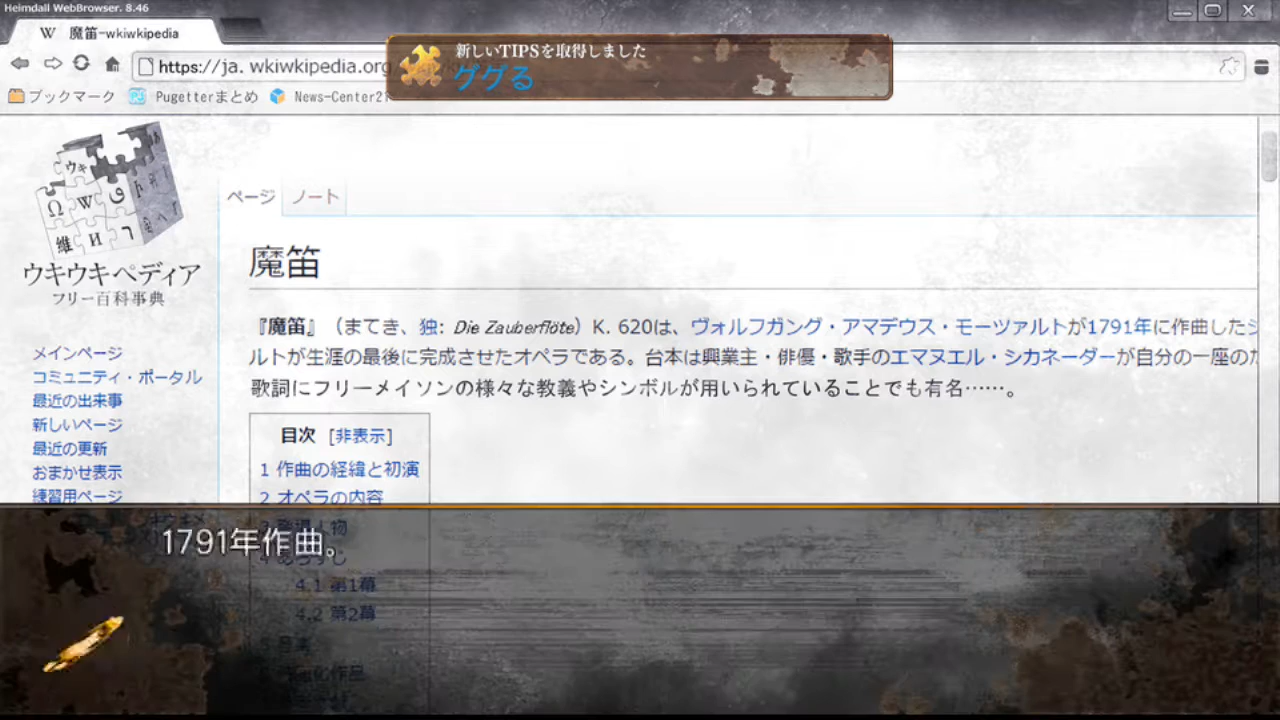 Heimdall WebBrowser. 8.46
W 魔笛-wkiwkipedia
新しいTIPSを取得しました
ググる
https://ja. wkiwkipedia.org
ブックマーク Pugetterまとめ News-Center21
ページ ノート
ウキウキペディア
フリー百科事典
魔笛
『魔笛』（まてき、独: Die Zauberflöte）K. 620は、ヴォルフガング・アマデウス・モーツァルトが1791年に作曲した
ルトが生涯の最後に完成させたオペラである。台本は興業主・俳優・歌手のエマヌエル・シカネーダーが自分の一座の
歌詞にフリーメイソンの様々な教義やシンボルが用いられていることでも有名……。
メインページ
コミュニティ・ポータル
最近の出来事
新しいページ
最近の更新
おまかせ表示
練習用ページ
目次 [非表示]
1 作曲の経緯と初演
2 オペラの内容
3 登場人物
4 あらすじ
4.1 第1幕
4.2 第2幕
1791年作曲。